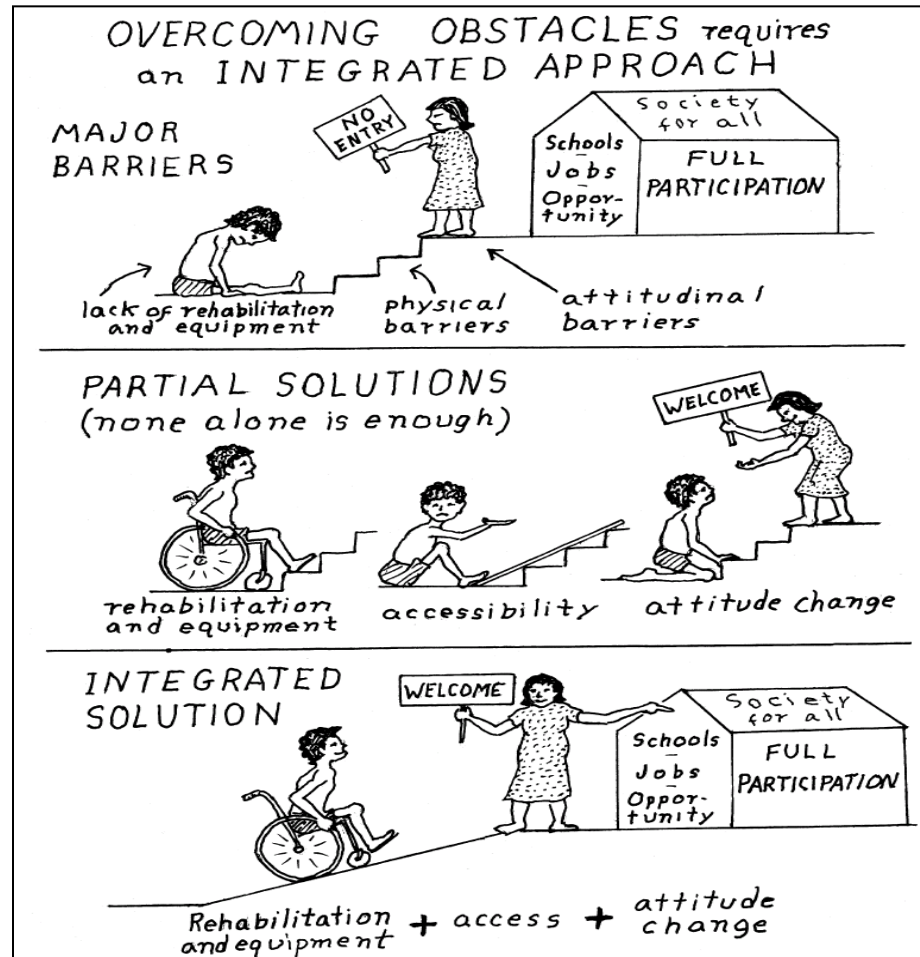 OVERCOMING OBSTACLES requires
an INTEGRATED APPROACH
MAJOR
BARRIERS
NO
ENTRY
Society
for all
Schools
-
Jobs
-
Oppor-
tunity
FULL
PARTICIPATION
lack of rehabilitation
and equipment
physical
barriers
attitudinal
barriers
PARTIAL SOLUTIONS
(none alone is enough)
WELCOME
rehabilitation
and equipment
accessibility
attitude change
INTEGRATED
SOLUTION
WELCOME
Society
for all
Schools
-
Jobs
-
Oppor-
tunity
FULL
PARTICIPATION
Rehabilitation
and equipment
+ access +
attitude
change